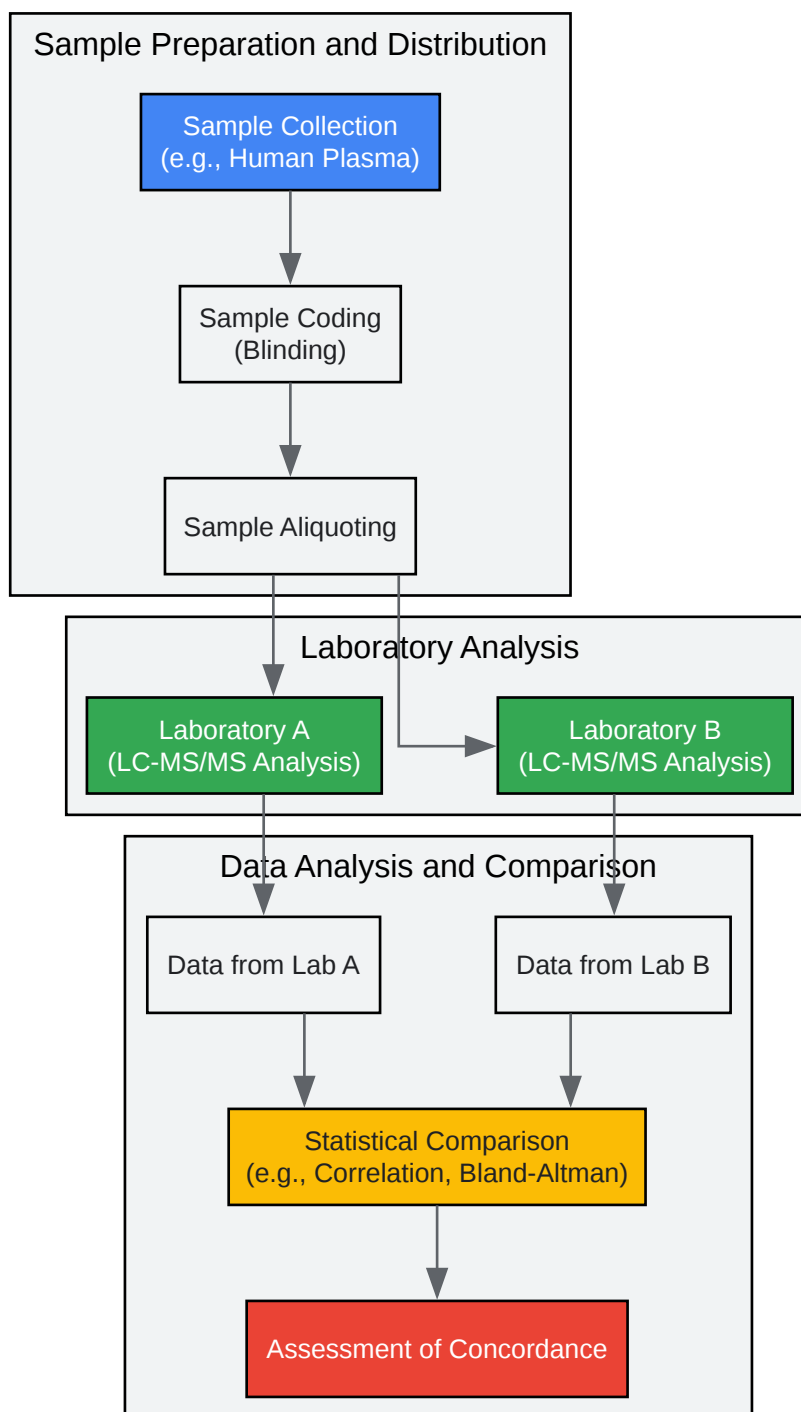 Sample Preparation and Distribution
Sample Collection
(e.g., Human Plasma)
Sample Coding
(Blinding)
Sample Aliquoting
Laboratory Analysis
Laboratory A
(LC-MS/MS Analysis)
Laboratory B
(LC-MS/MS Analysis)
Data Analysis and Comparison
Data from Lab A
Data from Lab B
Statistical Comparison
(e.g., Correlation, Bland-Altman)
Assessment of Concordance